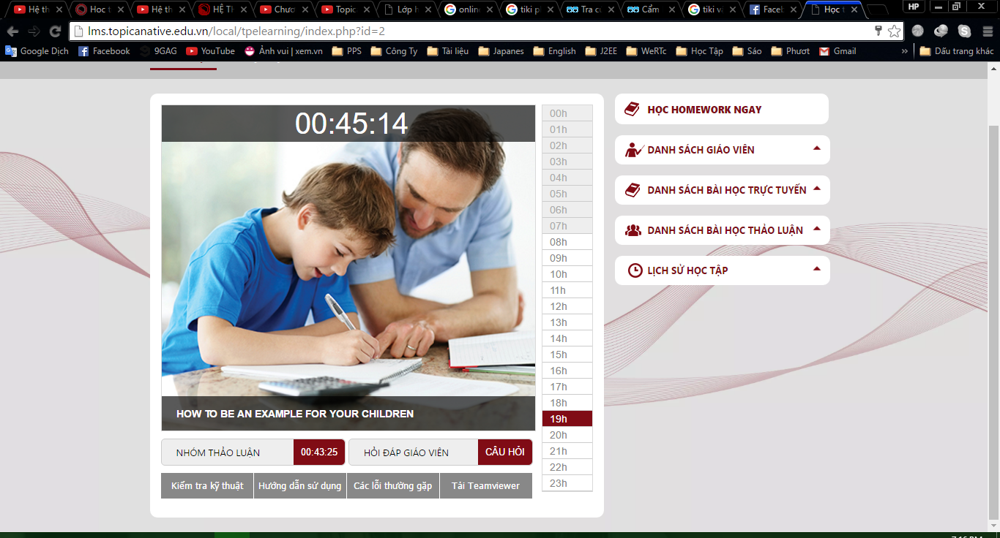 Hệ th
Học t
Hệ th
HỆ TH
Chươ
Topic
Lớp h
online
tiki p
Tra cu
Cẩm
tiki v
Faceb
Học t
HP
lms.topicanative.edu.vn/local/tpelearning/index.php?id=2
Google Dịch
Facebook
9GAG
YouTube
Ảnh vui | xem.vn
PPS
Công Ty
Tài liệu
Japanes
English
J2EE
WeRTc
Học Tập
Sáo
Phượt
Gmail
»
Dấu trang khác
00:45:14
HOW TO BE AN EXAMPLE FOR YOUR CHILDREN
NHÓM THẢO LUẬN
00:43:25
HỎI ĐÁP GIÁO VIÊN
CÂU HỎI
Kiểm tra kỹ thuật
Hướng dẫn sử dụng
Các lỗi thường gặp
Tải Teamviewer
00h
01h
02h
03h
04h
05h
06h
07h
08h
09h
10h
11h
12h
13h
14h
15h
16h
17h
18h
19h
20h
21h
22h
23h
HỌC HOMEWORK NGAY
DANH SÁCH GIÁO VIÊN
DANH SÁCH BÀI HỌC TRỰC TUYẾN
DANH SÁCH BÀI HỌC THẢO LUẬN
LỊCH SỬ HỌC TẬP